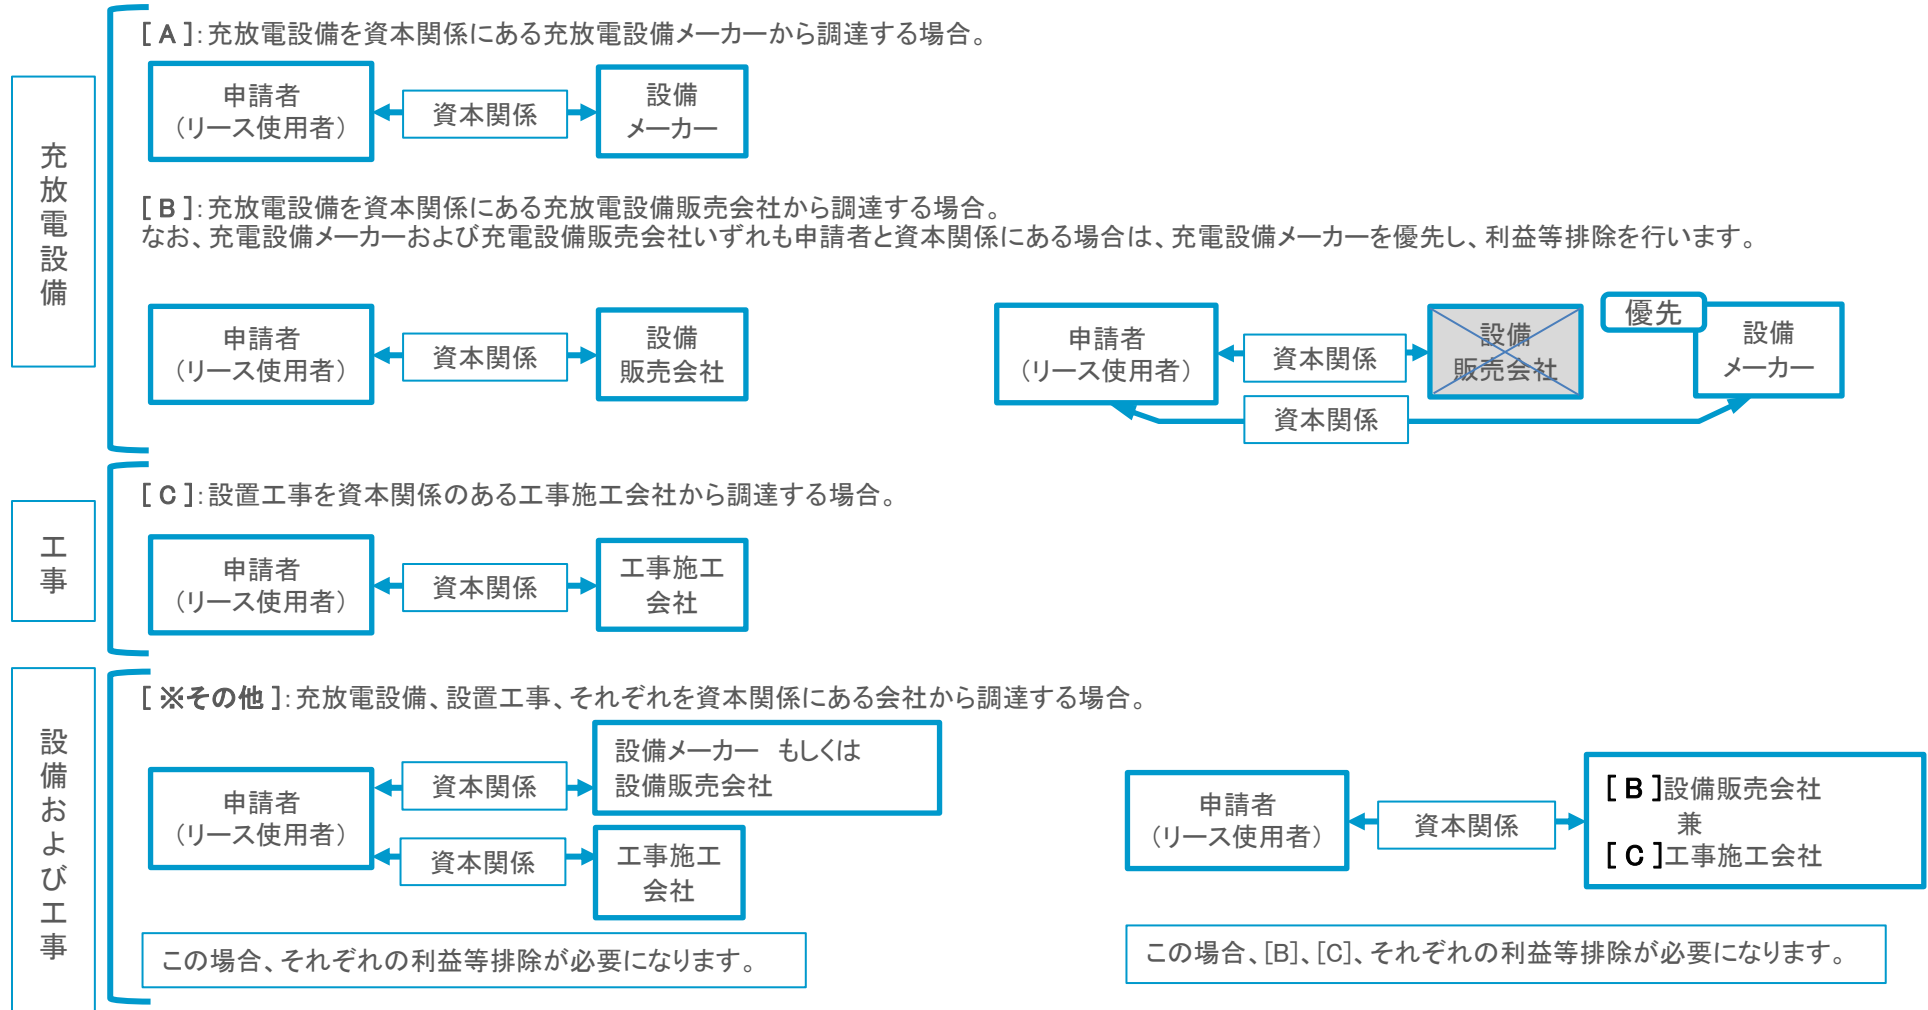 充放電設備
[ A ]：充放電設備を資本関係にある充放電設備メーカーから調達する場合。
申請者
（リース使用者）
資本関係
設備
メーカー
[ B ]：充放電設備を資本関係にある充放電設備販売会社から調達する場合。
なお、充電設備メーカーおよび充電設備販売会社いずれも申請者と資本関係にある場合は、充電設備メーカーを優先し、利益等排除を行います。
申請者
（リース使用者）
資本関係
設備
販売会社
申請者
（リース使用者）
資本関係
設備
販売会社
優先
設備
メーカー
資本関係
工事
[ C ]：設置工事を資本関係のある工事施工会社から調達する場合。
申請者
（リース使用者）
資本関係
工事施工
会社
設備および工事
[ ※その他 ]：充放電設備、設置工事、それぞれを資本関係にある会社から調達する場合。
申請者
（リース使用者）
資本関係
設備メーカー　もしくは
設備販売会社
資本関係
工事施工
会社
この場合、それぞれの利益等排除が必要になります。
申請者
（リース使用者）
資本関係
[ B ]設備販売会社
兼
[ C ]工事施工会社
この場合、[B]、[C]、それぞれの利益等排除が必要になります。